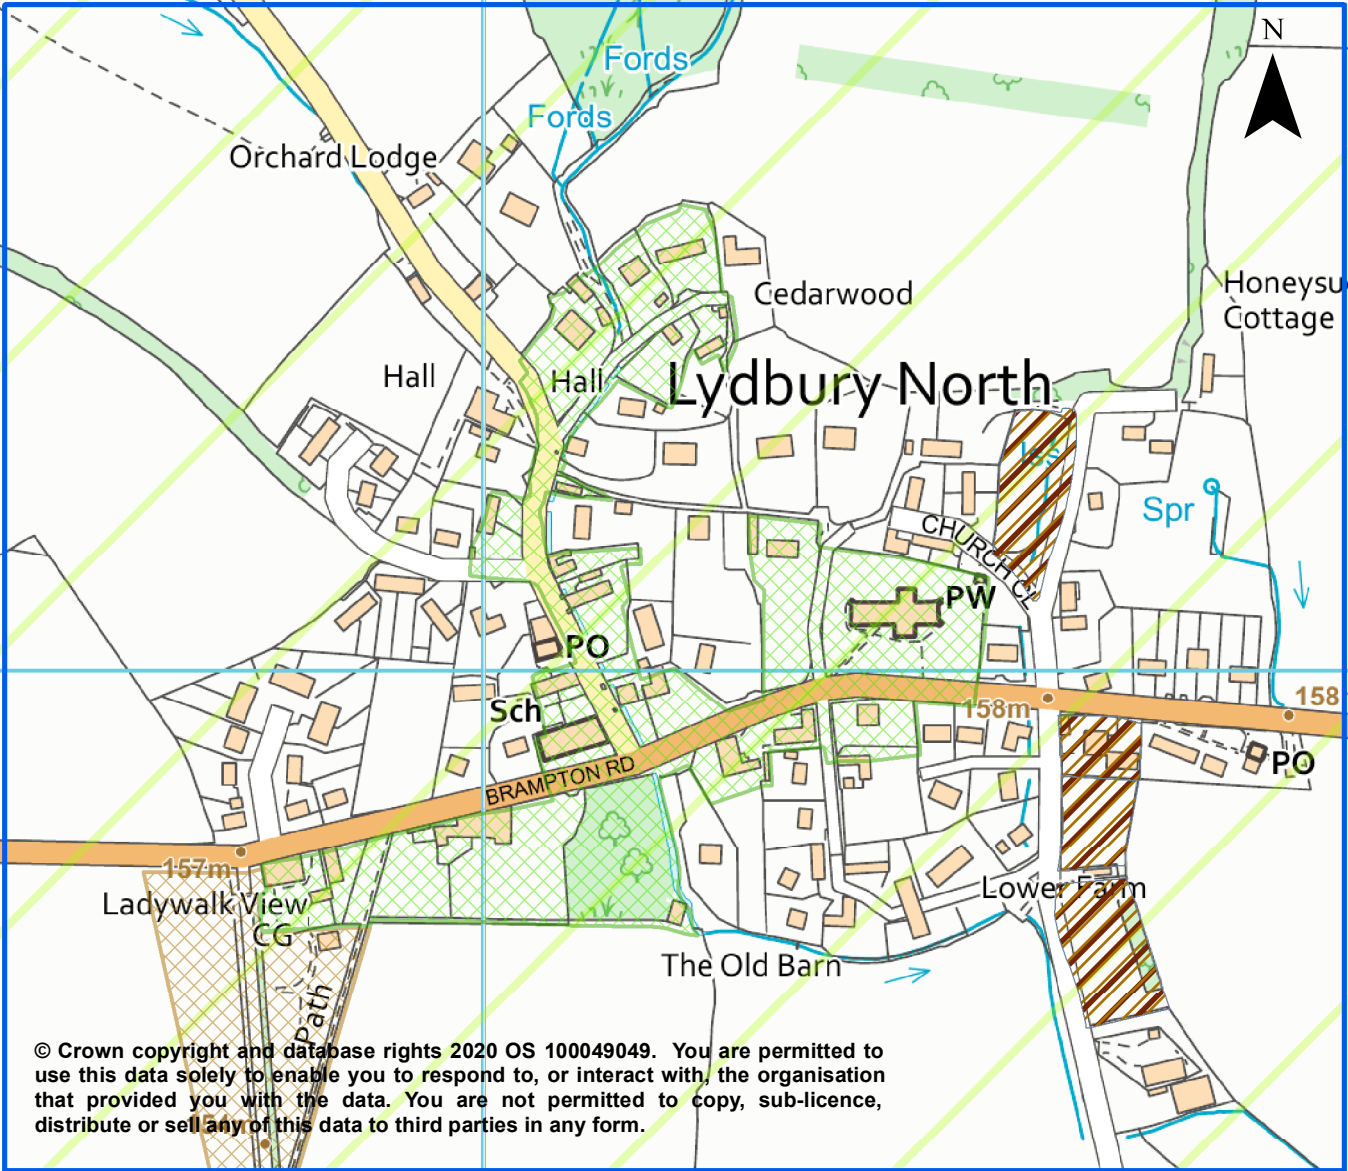 N
Fords
Fords
Orchard Lodge
Cedarwood
Honeysu
Cottage
Hall
Hall
Lydbury North
Spr
CHURCH CL
PW
PO
158m
158
Sch
BRAMPTON RD
PO
157m
Ladywalk View
CG
Lower Farm
The Old Barn
Path
© Crown copyright and database rights 2020 OS 100049049. You are permitted to
use this data solely to enable you to respond to, or interact with, the organisation
that provided you with the data. You are not permitted to copy, sub-licence,
distribute or sell any of this data to third parties in any form.